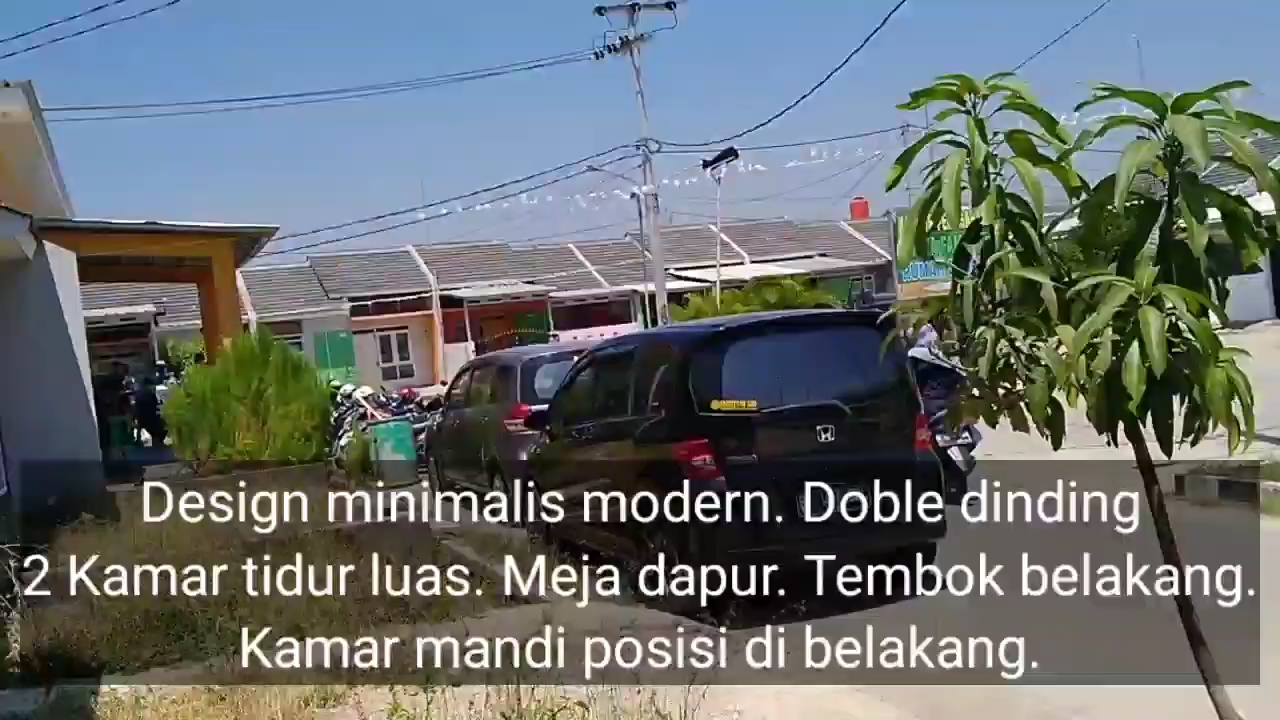 Design minimalis modern. Doble dinding
2 Kamar tidur luas. Meja dapur. Tembok belakang.
Kamar mandi posisi di belakang.